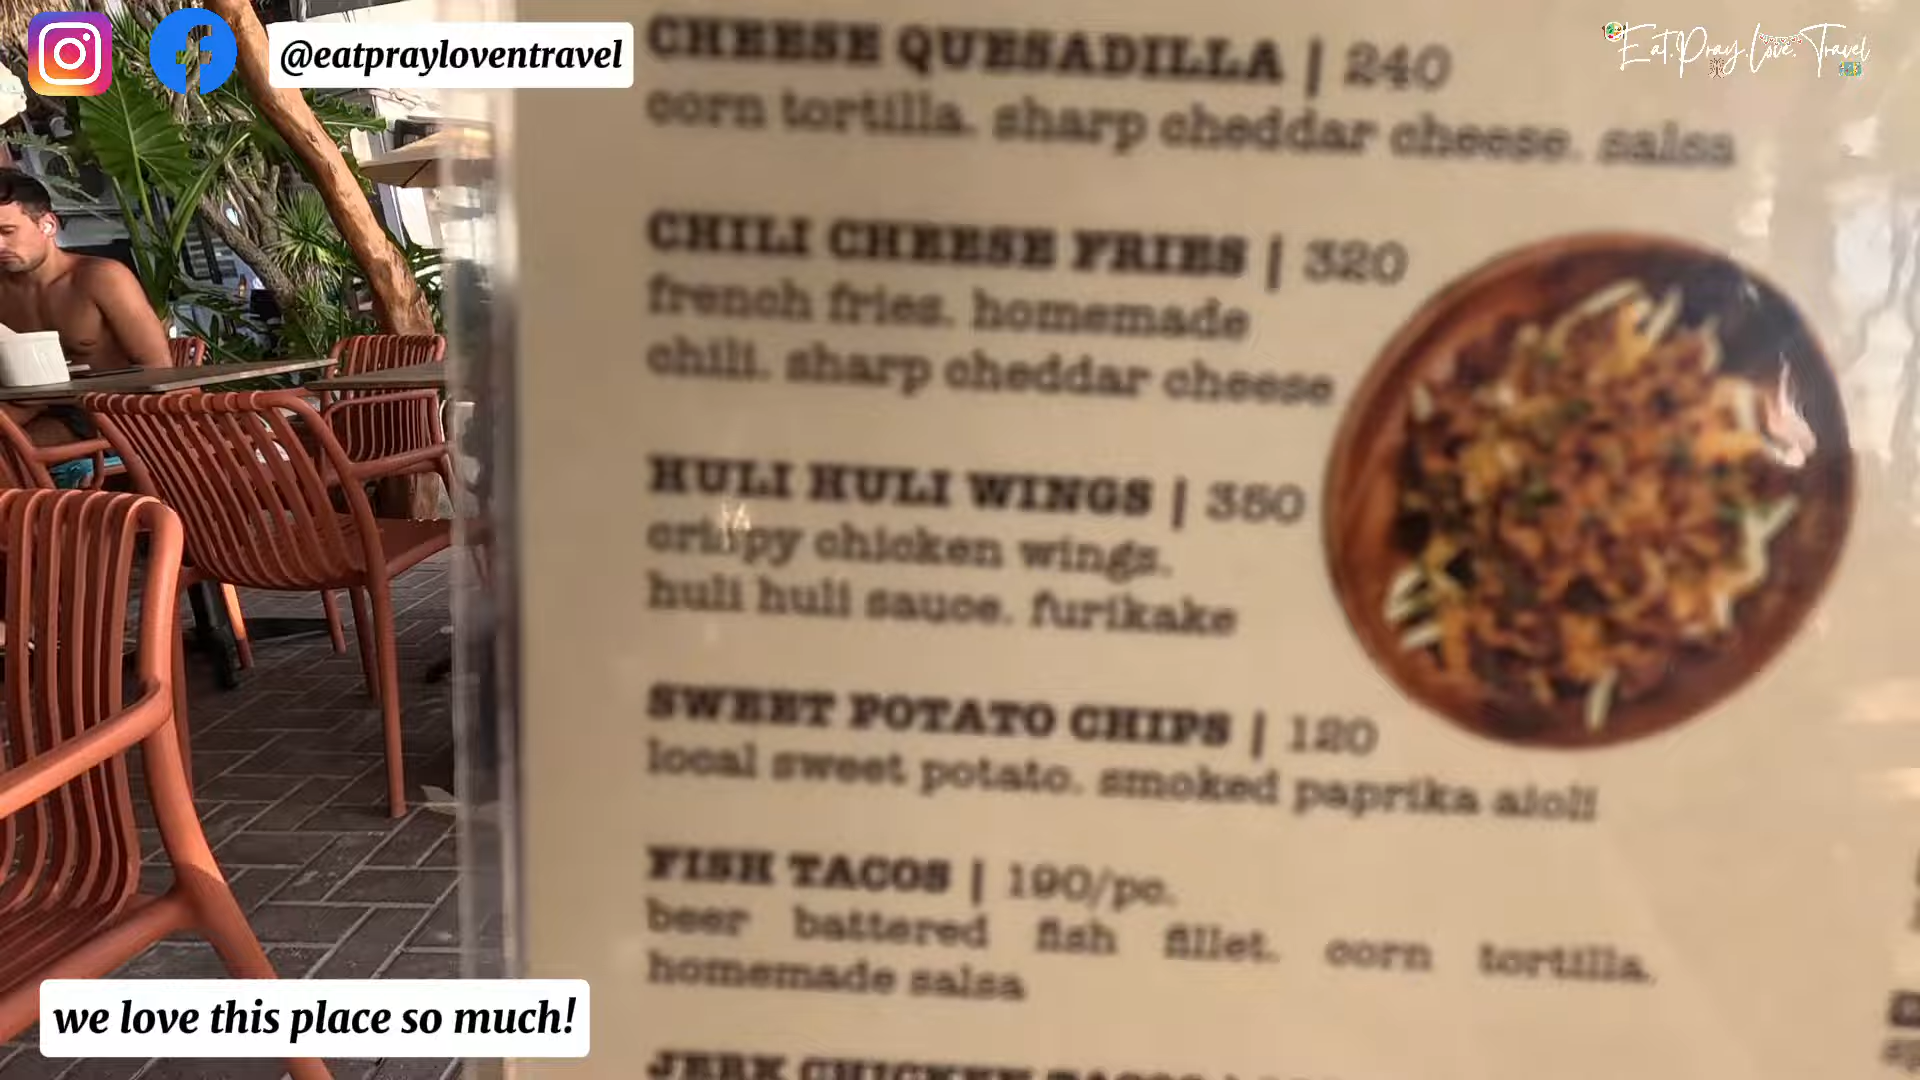 @eatprayloventravel
Eat.Pray.Love.Travel
CHEESE QUESADILLA | 240
corn tortilla. sharp cheddar cheese. salsa
CHILI CHEESE FRIES | 320
french fries. homemade
chili. sharp cheddar cheese
HULI HULI WINGS | 350
crispy chicken wings.
huli huli sauce. furikake
SWEET POTATO CHIPS | 120
local sweet potato. smoked paprika aioli
FISH TACOS | 190/pc.
beer battered fish fillet. corn tortilla.
homemade salsa
JERK CHICKEN TACOS |
we love this place so much!